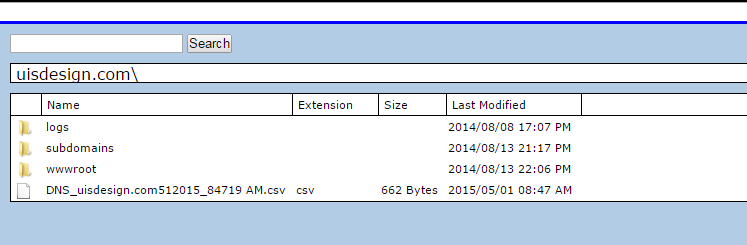 Search
uisdesign.com\
Name Extension Size Last Modified
logs 2014/08/08 17:07 PM
subdomains 2014/08/13 21:17 PM
wwwroot 2014/08/13 22:06 PM
DNS_uisdesign.com512015_84719 AM.csv csv 662 Bytes 2015/05/01 08:47 AM